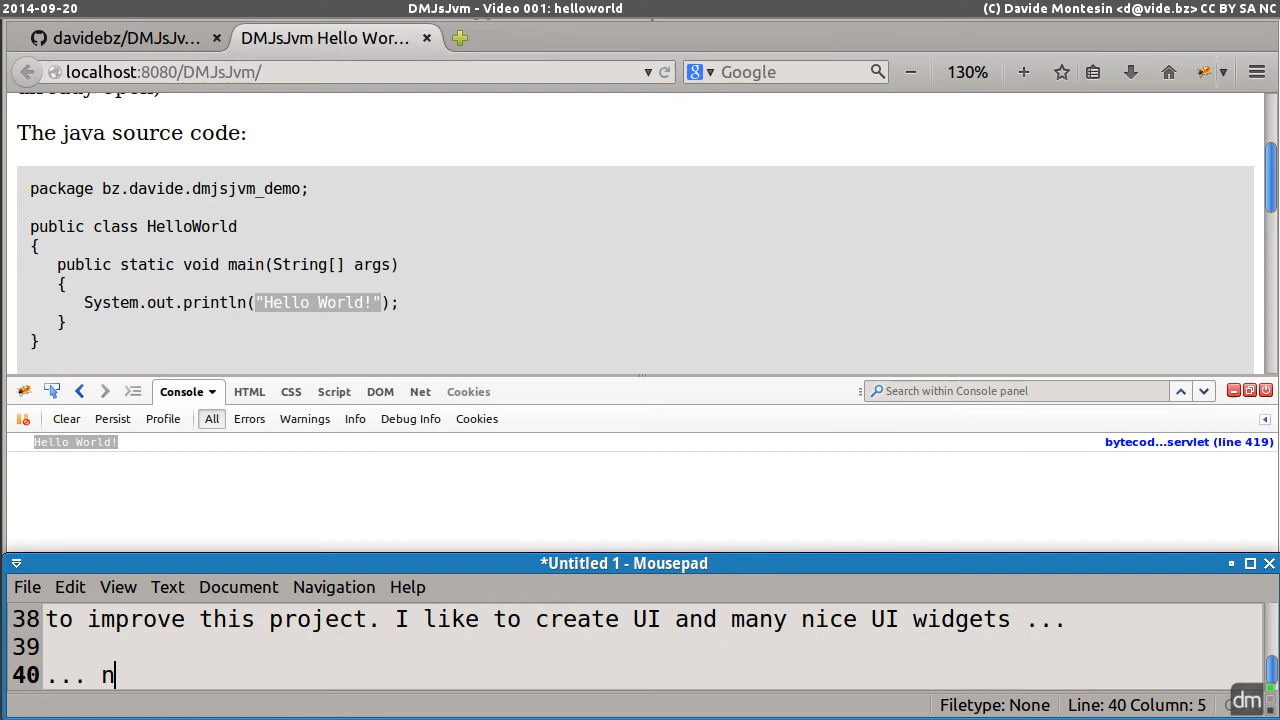 2014-09-20 DMJsJvm - Video 001: helloworld (C) Davide Montesin <d@vide.bz> CC BY SA NC
davidebz/DMJsJv... DMJsJvm Hello Wor...
localhost:8080/DMJsJvm/ Google 130%
already open,
The java source code:
package bz.davide.dmjsjvm_demo;
public class HelloWorld
{
public static void main(String[] args)
{
System.out.println("Hello World!");
}
}
Console HTML CSS Script DOM Net Cookies Search within Console panel
Clear Persist Profile All Errors Warnings Info Debug Info Cookies
Hello World! bytecod...servlet (line 419)
*Untitled 1 - Mousepad
File Edit View Text Document Navigation Help
38 to improve this project. I like to create UI and many nice UI widgets ...
39
40 ... n
Filetype: None Line: 40 Column: 5
dm